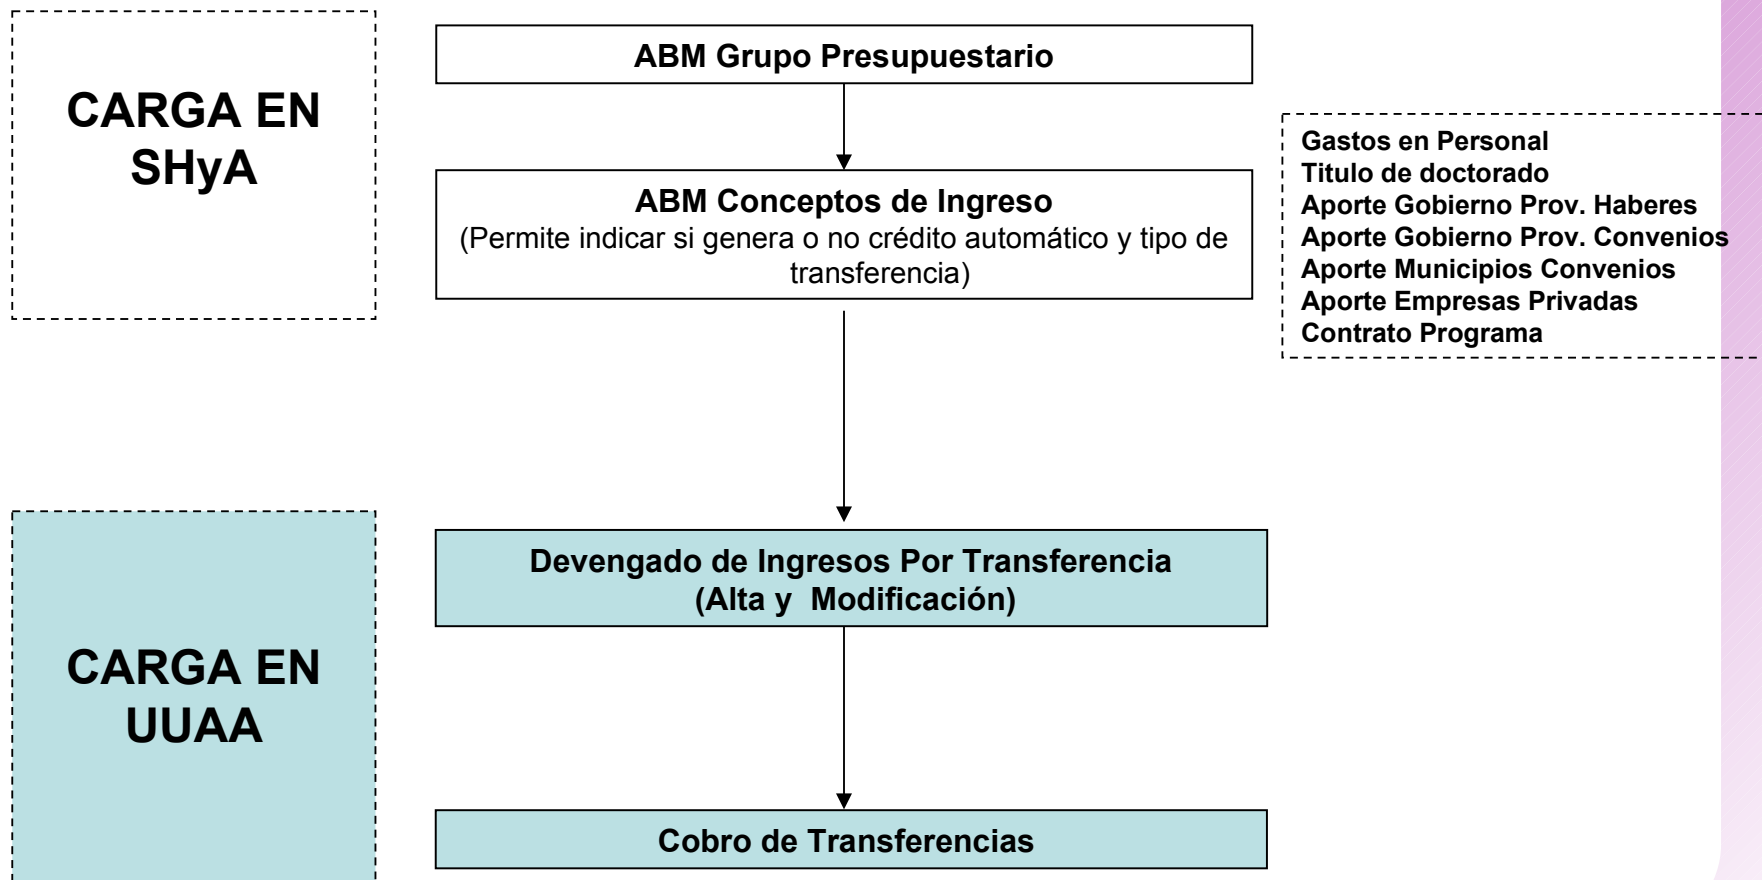 CARGA EN
SHyA
ABM Grupo Presupuestario
ABM Conceptos de Ingreso
(Permite indicar si genera o no crédito automático y tipo de
transferencia)
Gastos en Personal
Titulo de doctorado
Aporte Gobierno Prov. Haberes
Aporte Gobierno Prov. Convenios
Aporte Municipios Convenios
Aporte Empresas Privadas
Contrato Programa
CARGA EN
UUAA
Devengado de Ingresos Por Transferencia
(Alta y  Modificación)
Cobro de Transferencias